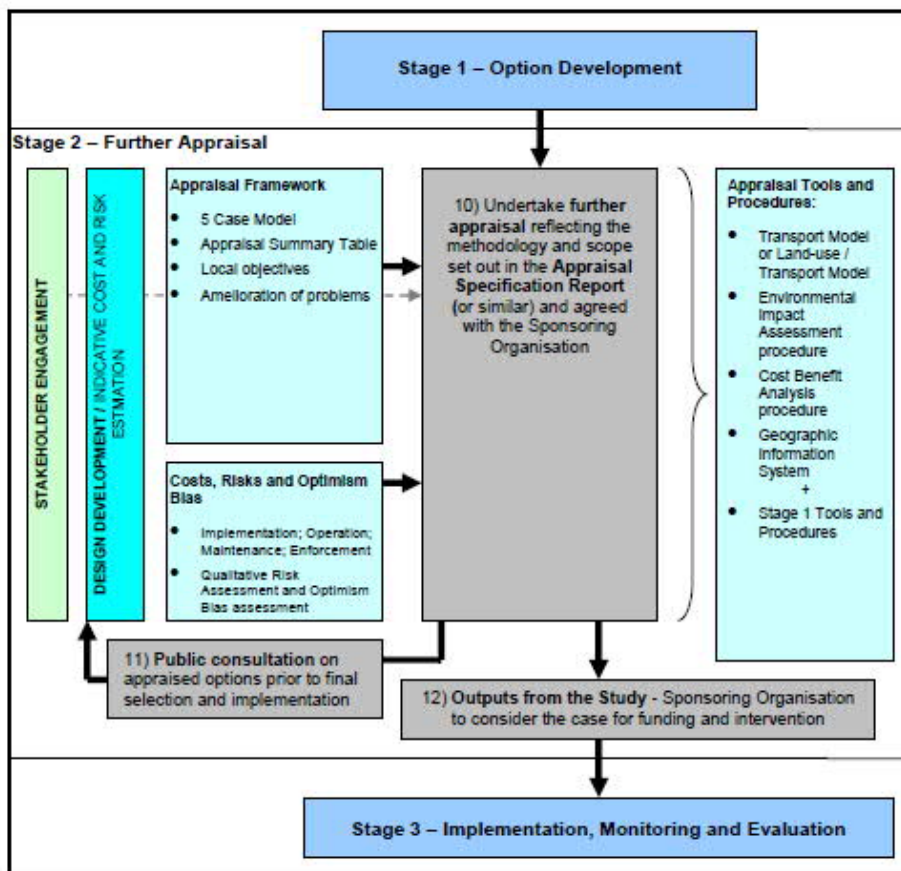 Stage 1 – Option Development
Stage 2 – Further Appraisal
STAKEHOLDER ENGAGEMENT
DESIGN DEVELOPMENT / INDICATIVE COST AND RISK
ESTMATION
Appraisal Framework
• 5 Case Model
• Appraisal Summary Table
• Local objectives
• Amelioration of problems
Costs, Risks and Optimism
Bias
• Implementation; Operation;
Maintenance; Enforcement
• Qualitative Risk
Assessment and Optimism
Bias assessment
10) Undertake further
appraisal reflecting the
methodology and scope
set out in the Appraisal
Specification Report
(or similar) and agreed
with the Sponsoring
Organisation
Appraisal Tools and
Procedures:
• Transport Model
or Land-use /
Transport Model
• Environmental
Impact
Assessment
procedure
• Cost Benefit
Analysis
procedure
• Geographic
Information
System
+
• Stage 1 Tools and
Procedures
11) Public consultation on
appraised options prior to final
selection and implementation
12) Outputs from the Study - Sponsoring Organisation
to consider the case for funding and intervention
Stage 3 – Implementation, Monitoring and Evaluation